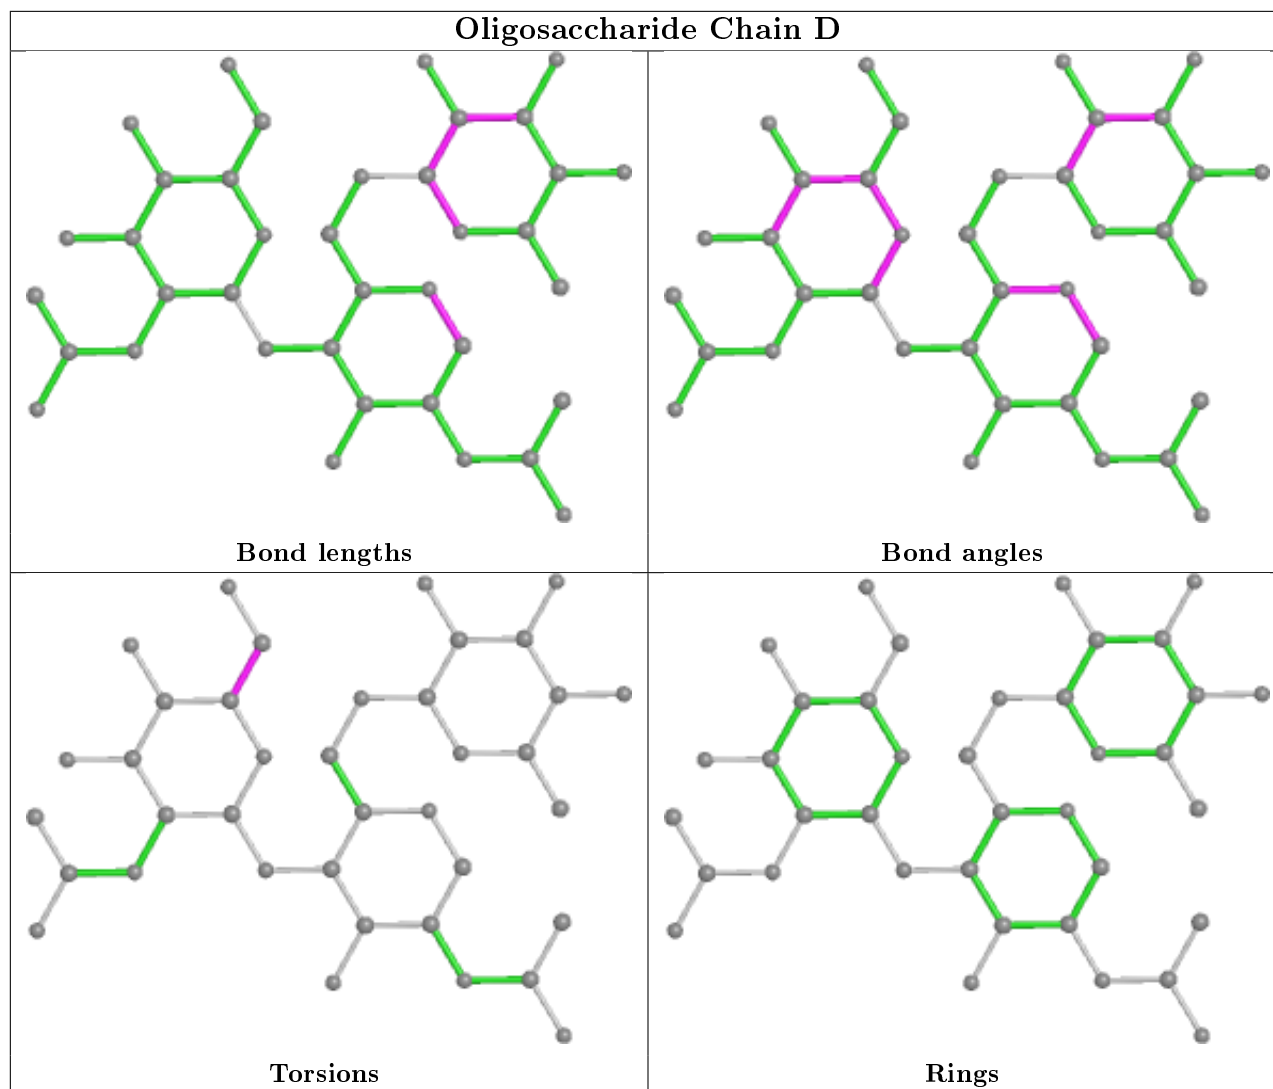 Oligosaccharide Chain D
Bond lengths
Bond angles
Torsions
Rings